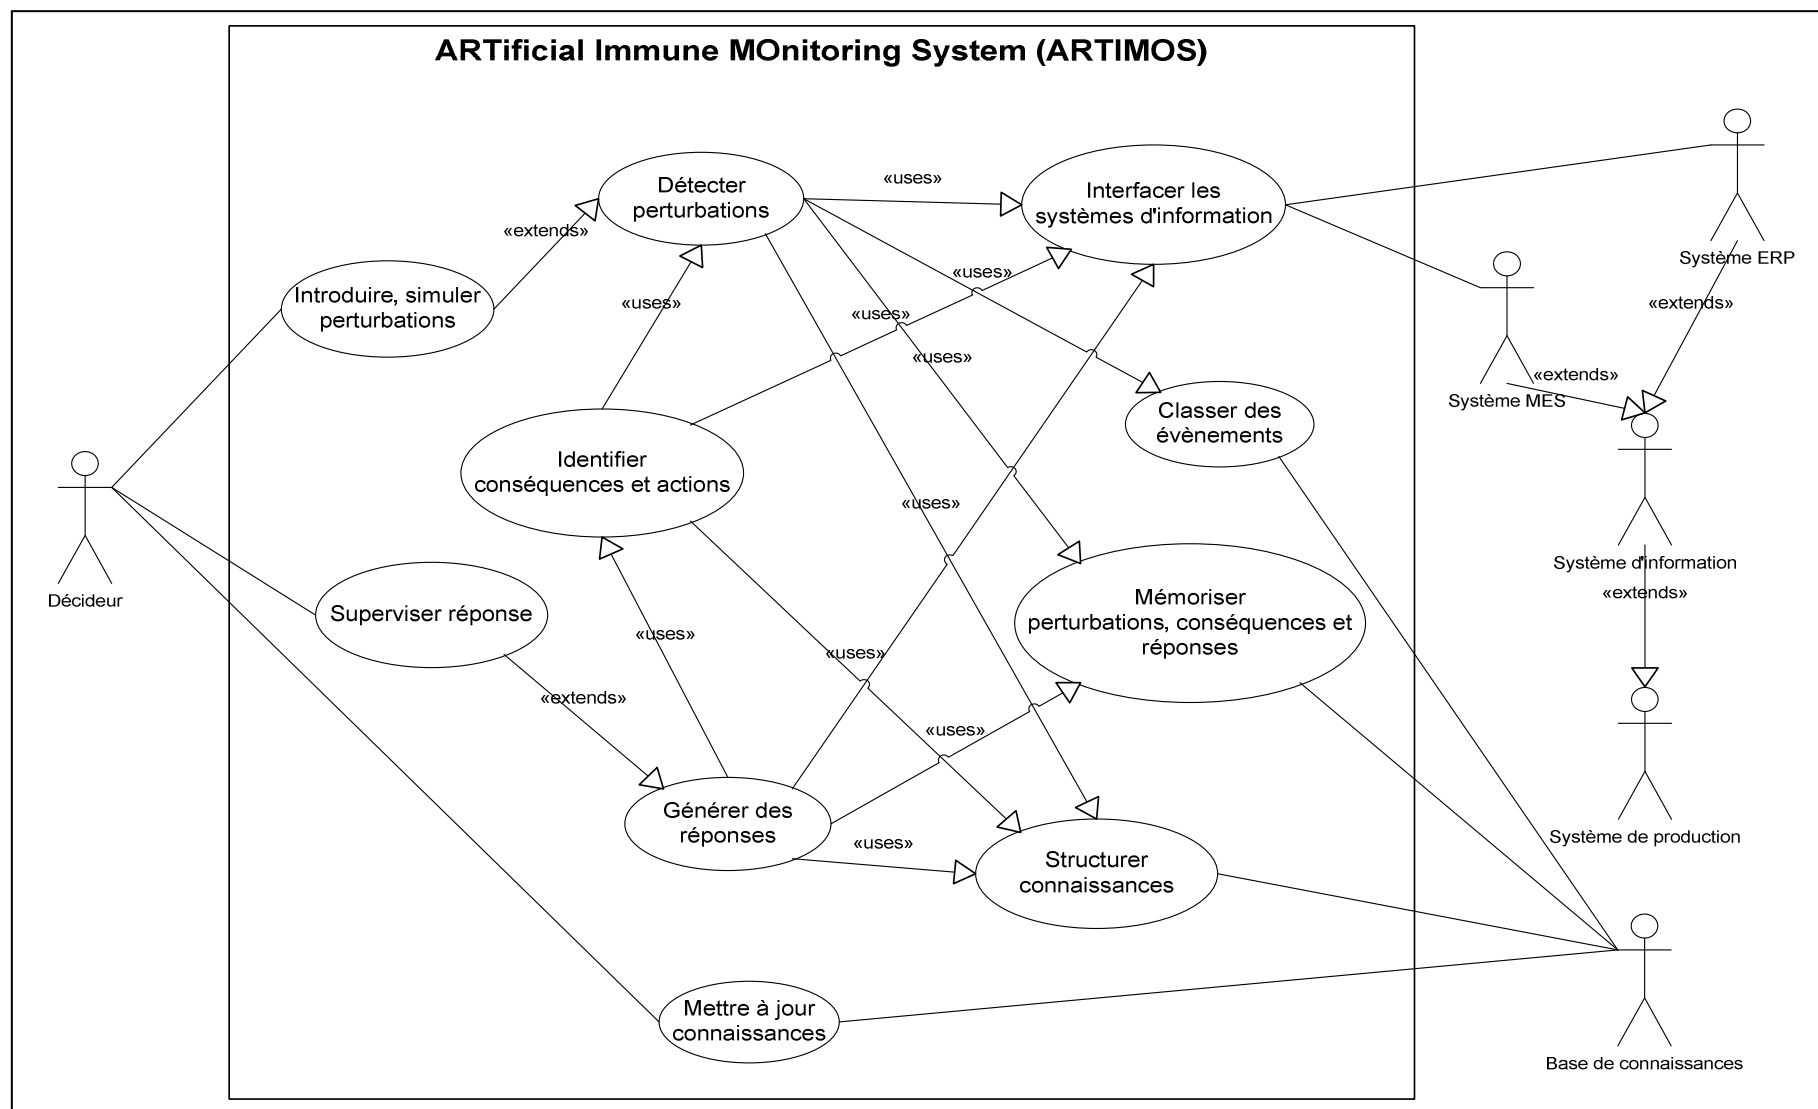 ARTificial Immune MOnitoring System (ARTIMOS)
Détecter
perturbations
«uses»
Interfacer les
systèmes d'information
«extends»
Système ERP
Introduire, simuler
perturbations
«uses»
«uses»
«uses»
«uses»
«extends»
«extends»
Système MES
Classer des
évènements
Identifier
conséquences et actions
«uses»
Système d'information
«extends»
Décideur
Superviser réponse
Mémoriser
perturbations, conséquences et
réponses
«uses»
«uses»
«extends»
«uses»
Générer des
réponses
«uses»
Système de production
Structurer
connaissances
Mettre à jour
connaissances
Base de connaissances